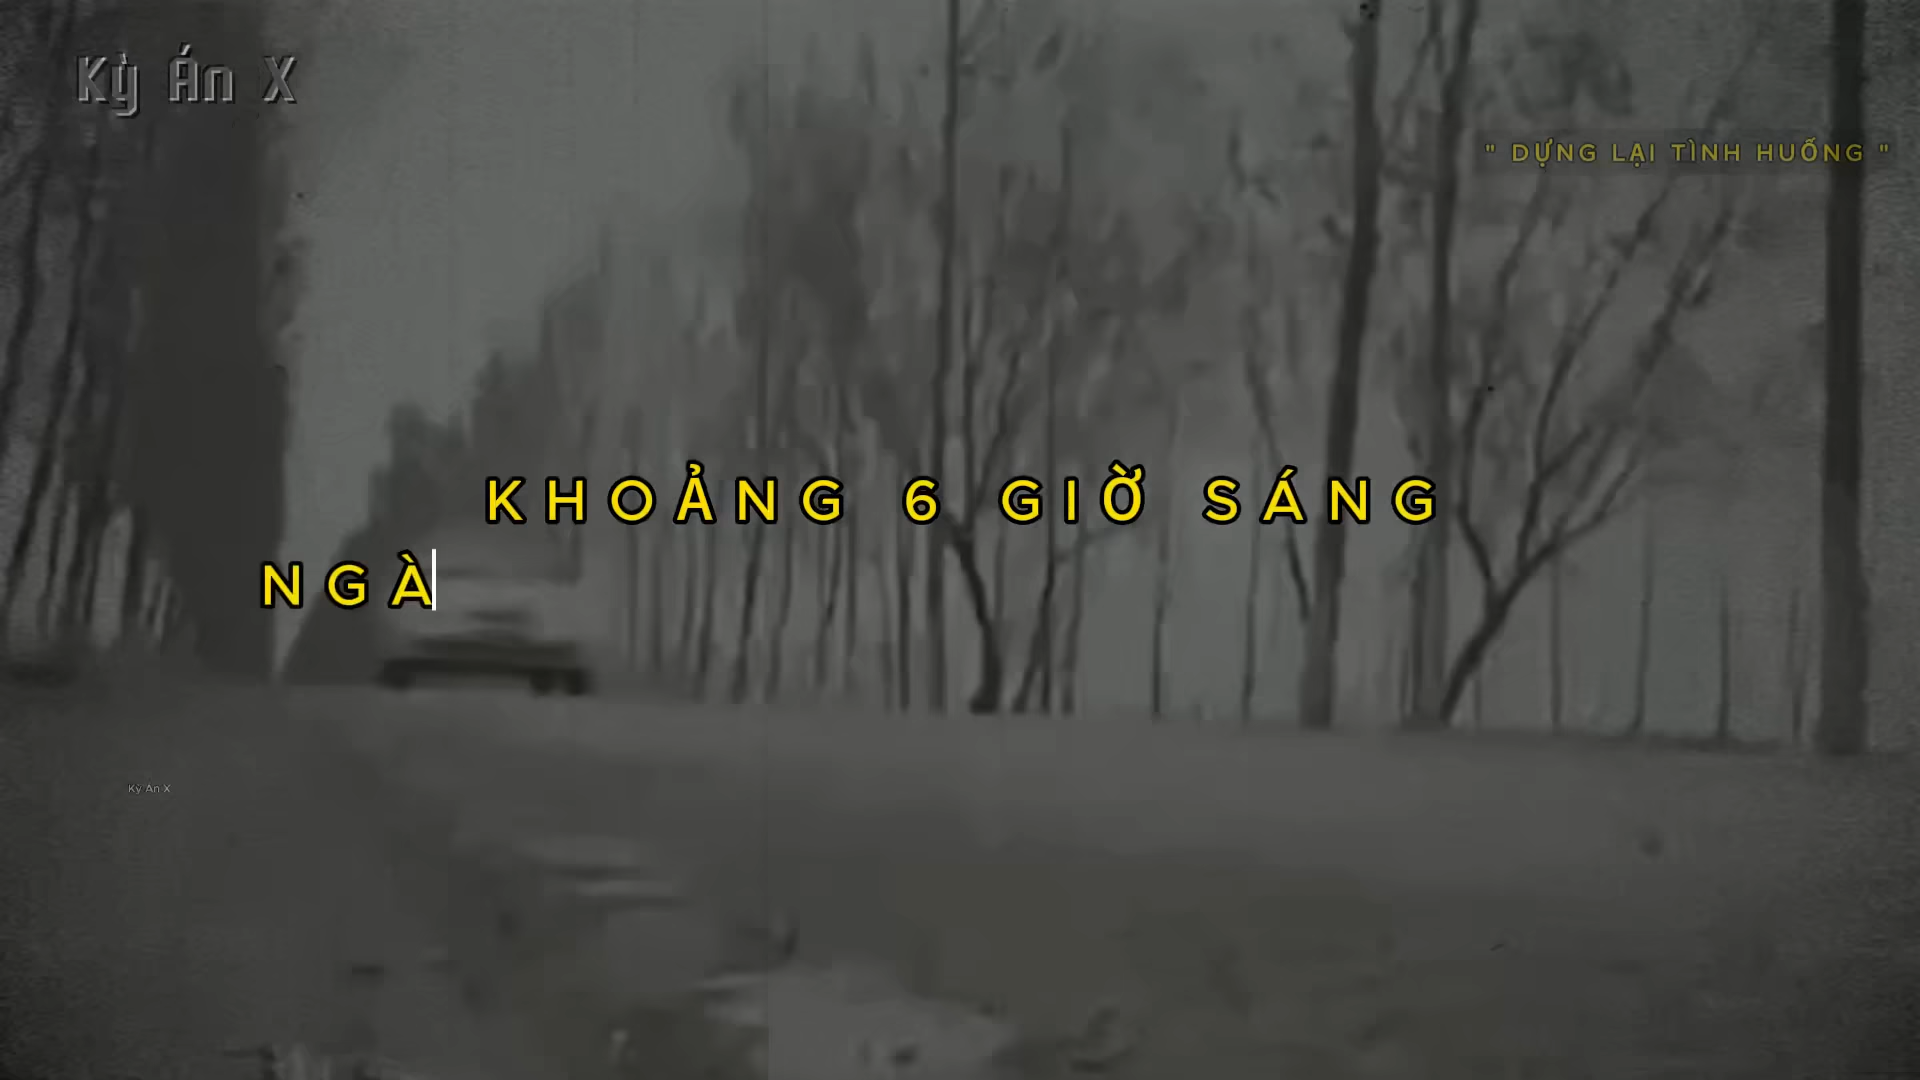 Kỳ Án X
" DỰNG LẠI TÌNH HUỐNG "
KHOẢNG 6 GIỜ SÁNG
NGÀ
Kỳ Án X